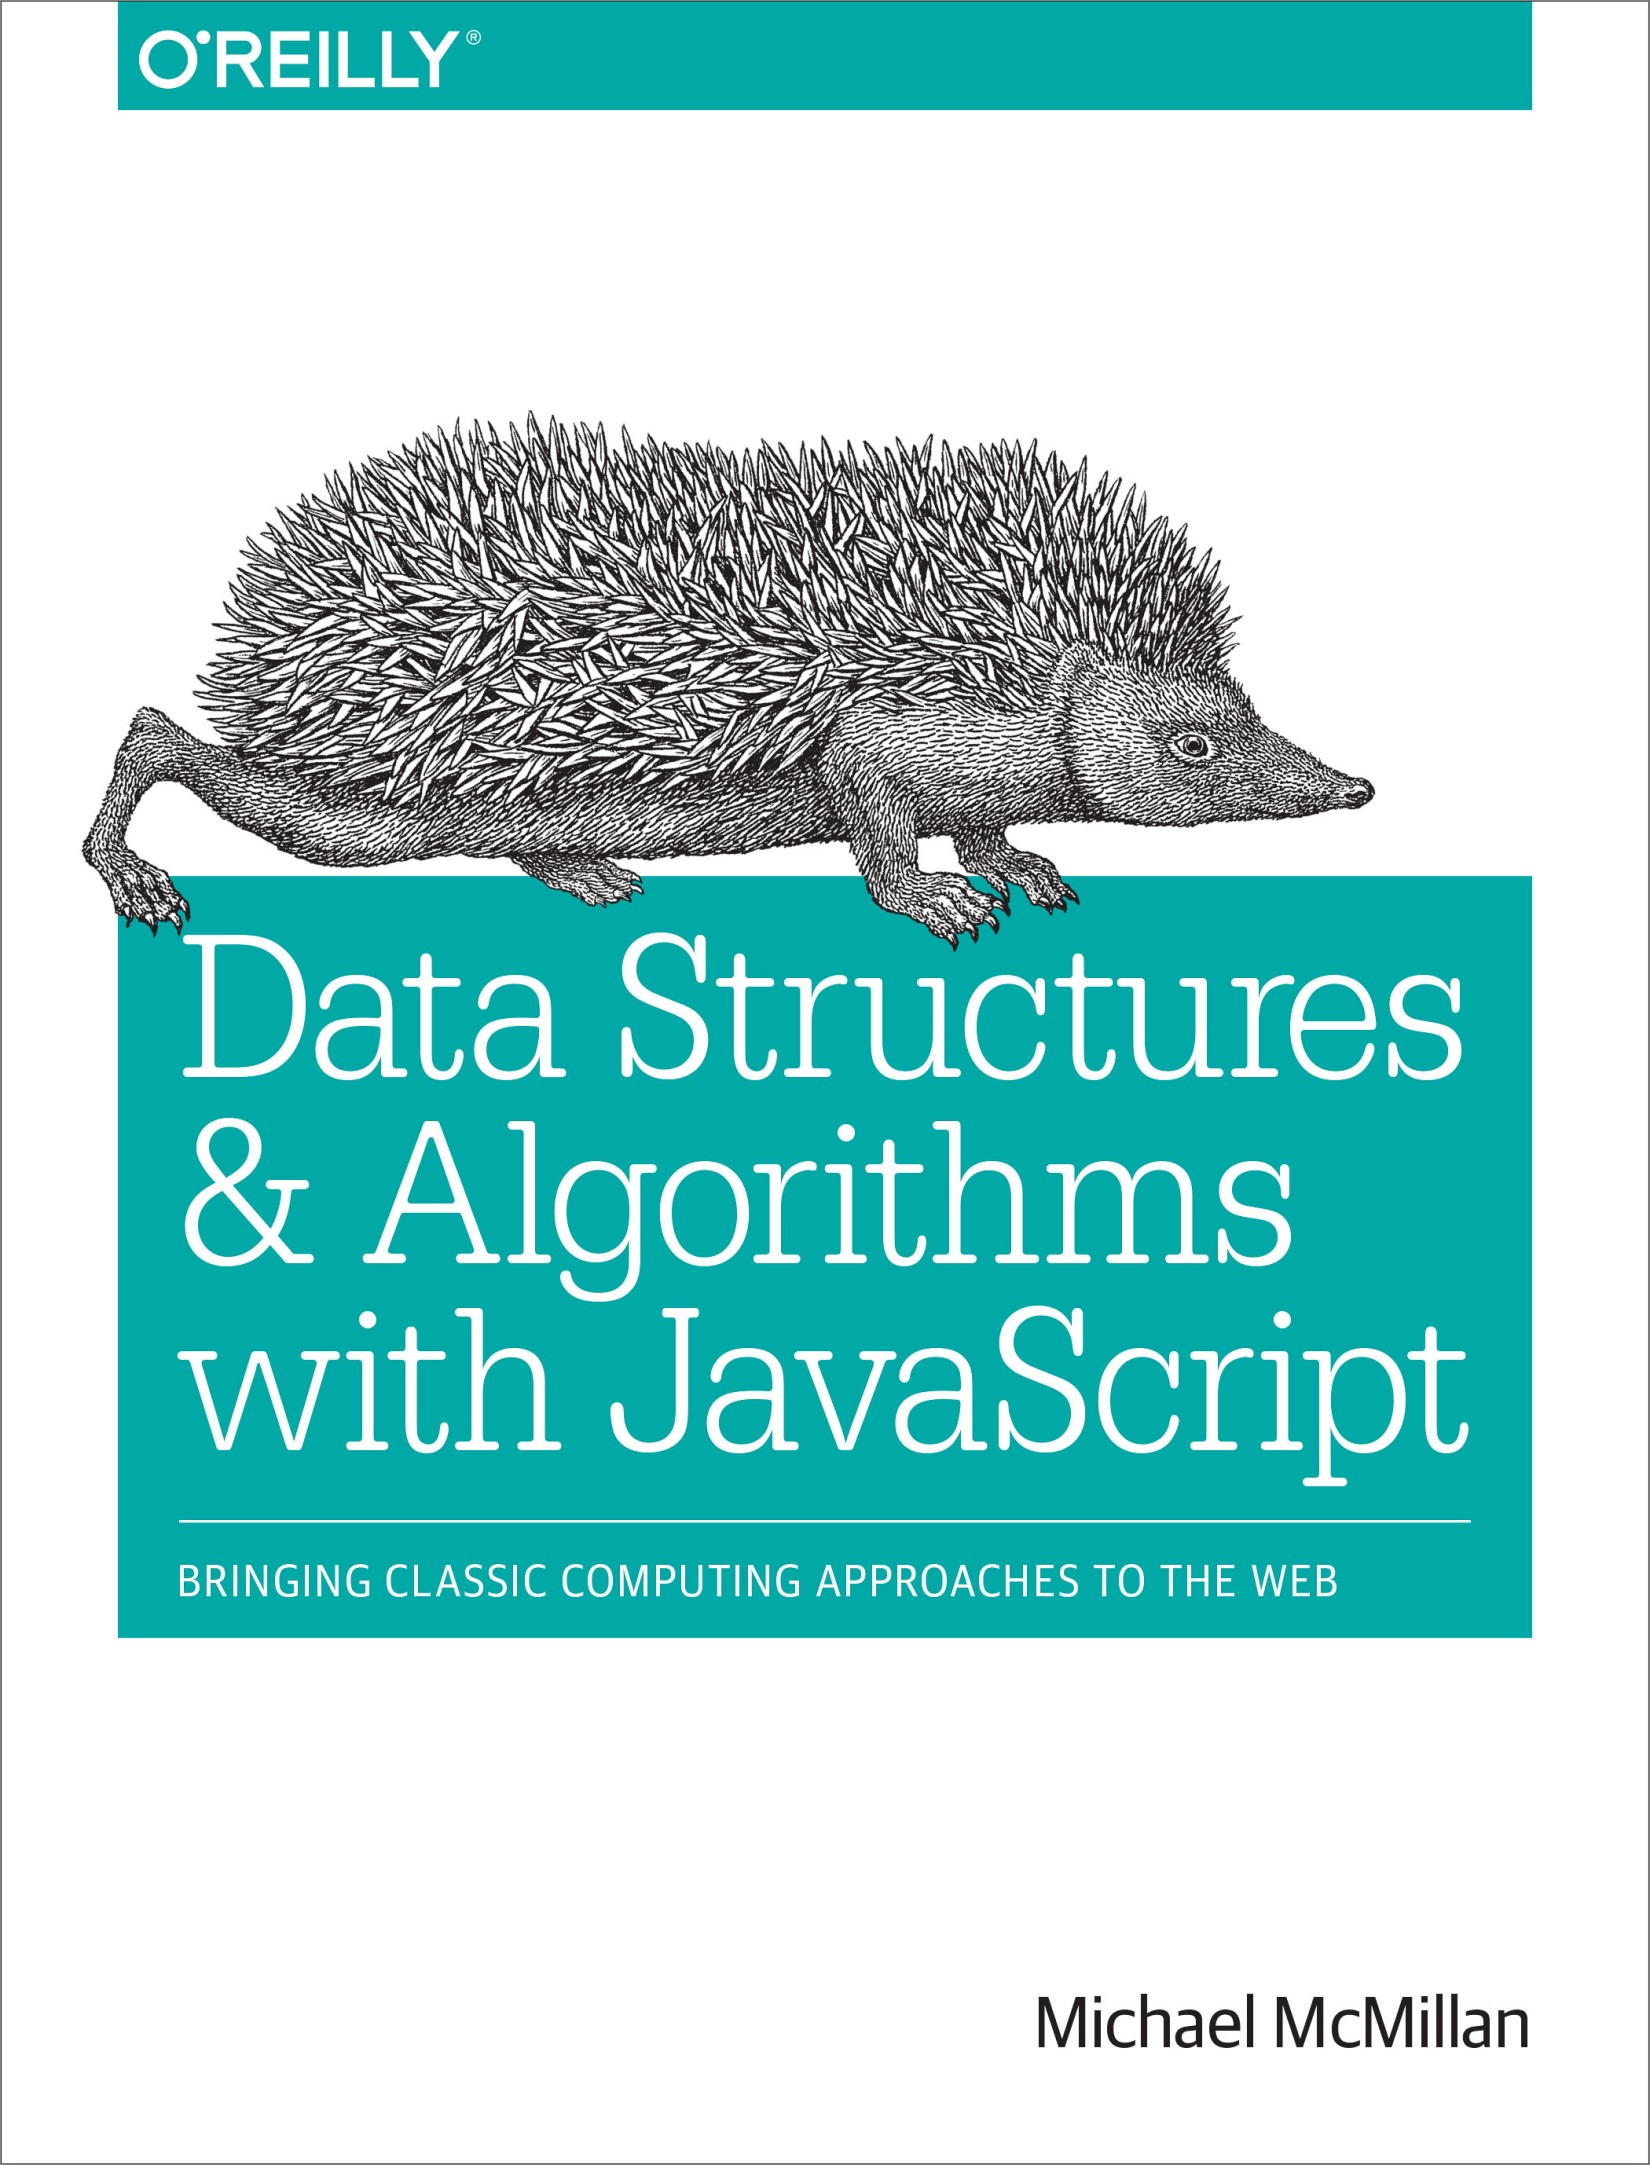 O'REILLY®
Data Structures
& Algorithms
with JavaScript
BRINGING CLASSIC COMPUTING APPROACHES TO THE WEB
Michael McMillan